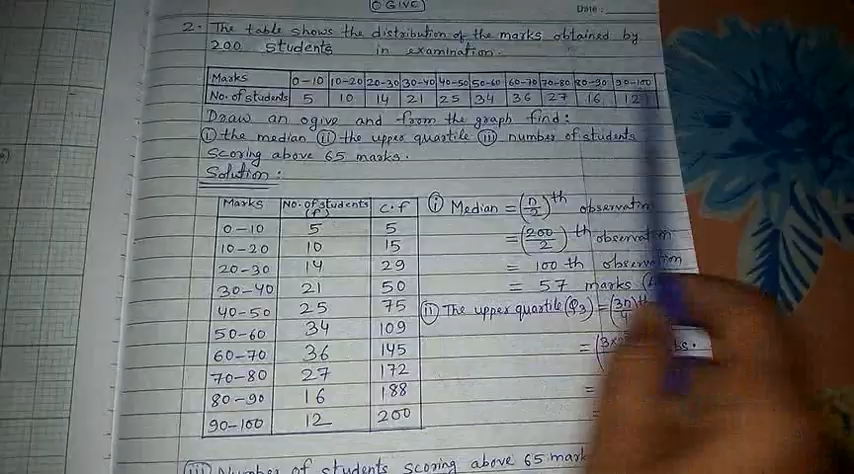 OGIVE
Date:
2. The table shows the distribution of the marks obtained by
200 students in examination.
Marks 0-10 10-20 20-30 30-40 40-50 50-60 60-70 70-80 80-90 90-100
No. of students 5 10 14 21 25 34 36 27 16 12
Draw an ogive and from the graph find:
(i) the median (ii) the upper quartile (iii) number of students
scoring above 65 marks.
Solution:
Marks No. of students (f) c.f
0-10 5 5
10-20 10 15
20-30 14 29
30-40 21 50
40-50 25 75
50-60 34 109
60-70 36 145
70-80 27 172
80-90 16 188
90-100 12 200
(i) Median = (n/2)th observation
= (200/2)th observation
= 100 th observation
= 57 marks
(ii) The upper quartile (Q3) = (3n/4)th
= (3×
=
=
(iii) Number of students scoring above 65 mark